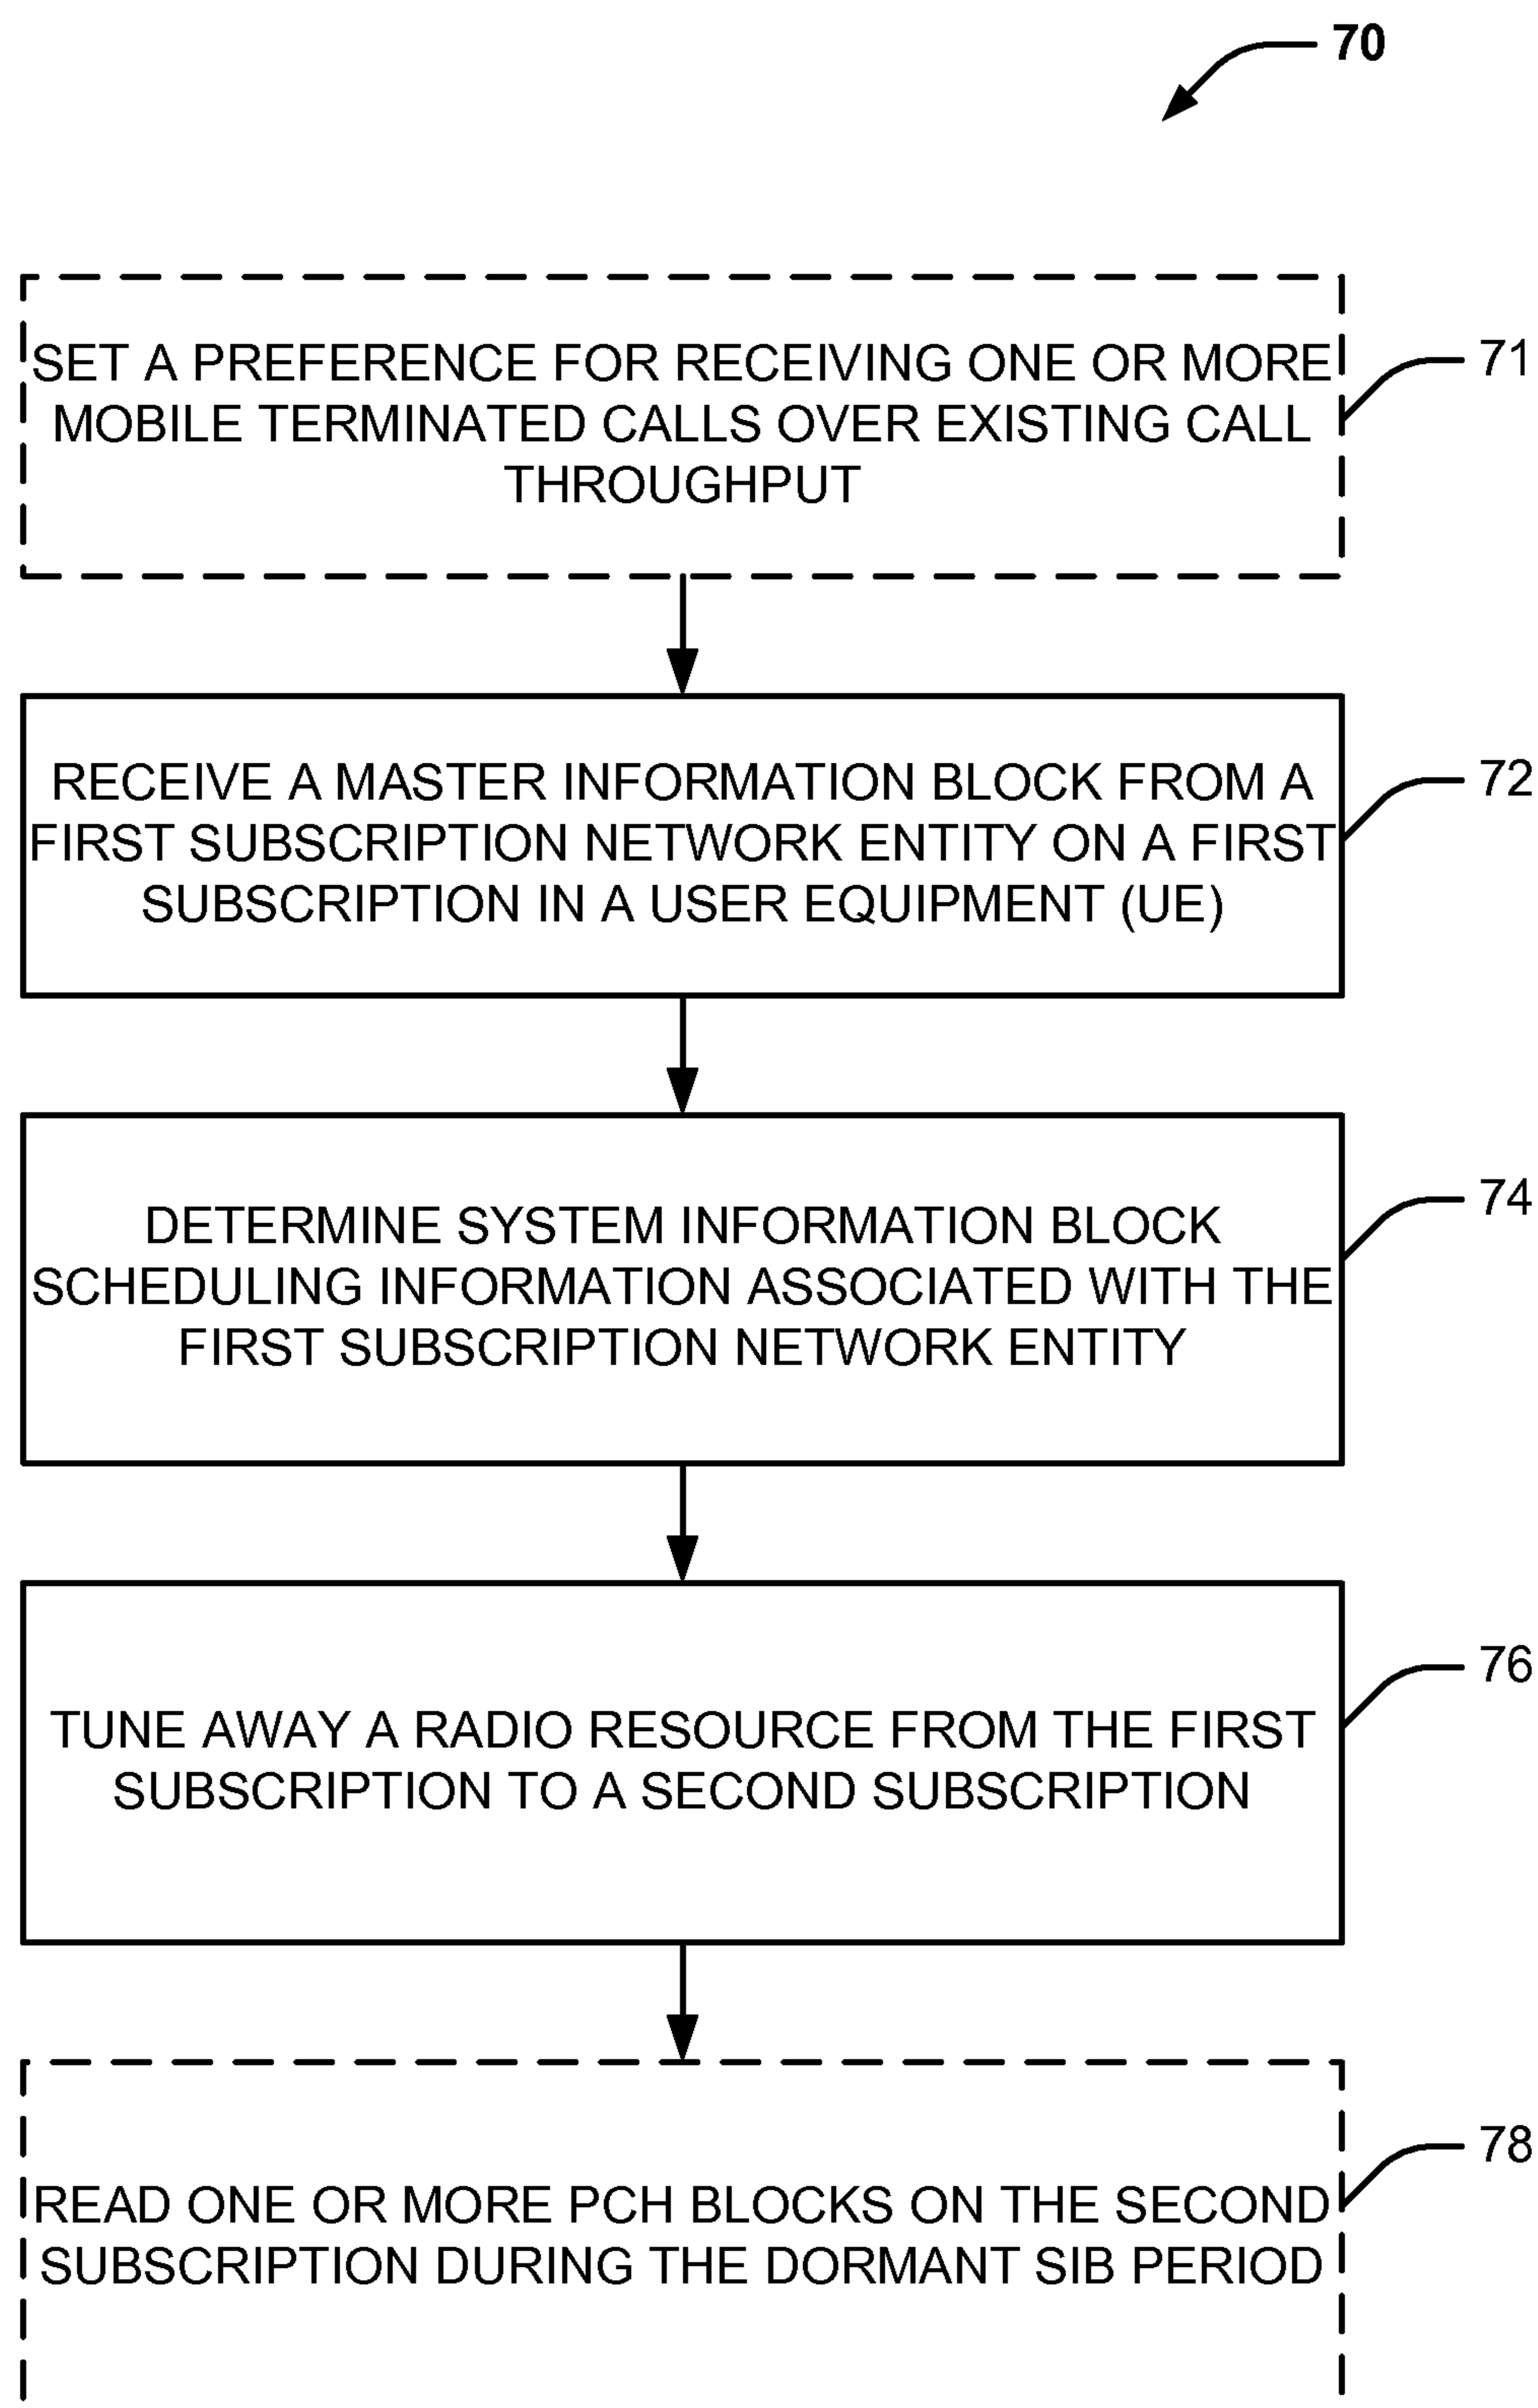 70
SET A PREFERENCE FOR RECEIVING ONE OR MORE
MOBILE TERMINATED CALLS OVER EXISTING CALL
THROUGHPUT
71
RECEIVE A MASTER INFORMATION BLOCK FROM A
FIRST SUBSCRIPTION NETWORK ENTITY ON A FIRST
SUBSCRIPTION IN A USER EQUIPMENT (UE)
72
DETERMINE SYSTEM INFORMATION BLOCK
SCHEDULING INFORMATION ASSOCIATED WITH THE
FIRST SUBSCRIPTION NETWORK ENTITY
74
TUNE AWAY A RADIO RESOURCE FROM THE FIRST
SUBSCRIPTION TO A SECOND SUBSCRIPTION
76
READ ONE OR MORE PCH BLOCKS ON THE SECOND
SUBSCRIPTION DURING THE DORMANT SIB PERIOD
78